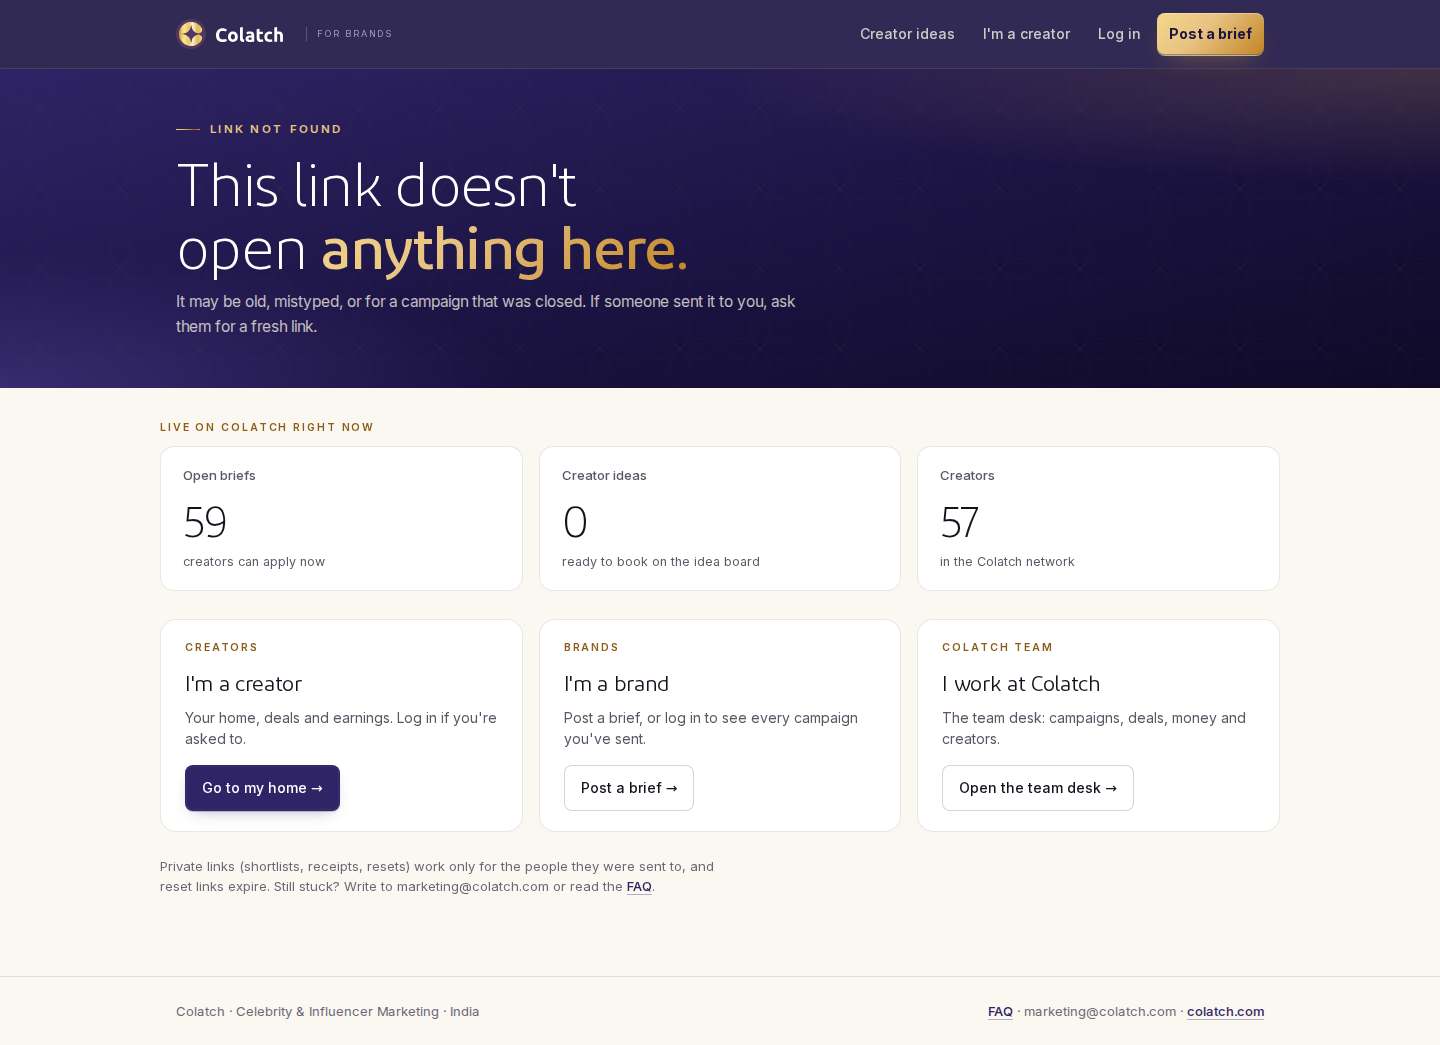 Colatch
FOR BRANDS
Creator ideas
I'm a creator
Log in
Post a brief
LINK NOT FOUND
This link doesn't
open anything here.
It may be old, mistyped, or for a campaign that was closed. If someone sent it to you, ask
them for a fresh link.
LIVE ON COLATCH RIGHT NOW
Open briefs
59
creators can apply now
Creator ideas
0
ready to book on the idea board
Creators
57
in the Colatch network
CREATORS
I'm a creator
Your home, deals and earnings. Log in if you're
asked to.
Go to my home →
BRANDS
I'm a brand
Post a brief, or log in to see every campaign
you've sent.
Post a brief →
COLATCH TEAM
I work at Colatch
The team desk: campaigns, deals, money and
creators.
Open the team desk →
Private links (shortlists, receipts, resets) work only for the people they were sent to, and
reset links expire. Still stuck? Write to marketing@colatch.com or read the FAQ.
Colatch · Celebrity & Influencer Marketing · India
FAQ · marketing@colatch.com · colatch.com